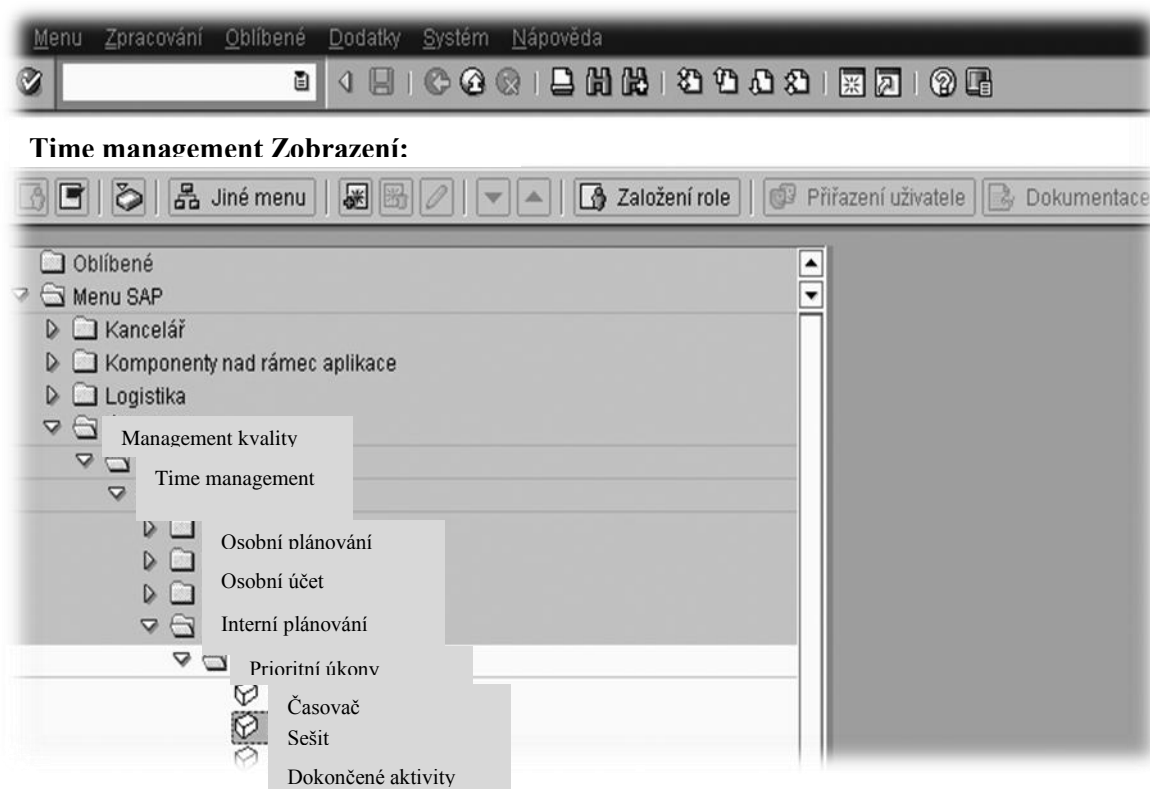 Menu Zpracování Oblíbené Dodatky Systém Nápověda
Time management Zobrazení:
Jiné menu Založení role Přiřazení uživatele Dokumentace
Oblíbené
Menu SAP
Kancelář
Komponenty nad rámec aplikace
Logistika
Management kvality
Time management
Osobní plánování
Osobní účet
Interní plánování
Prioritní úkony
Časovač
Sešit
Dokončené aktivity